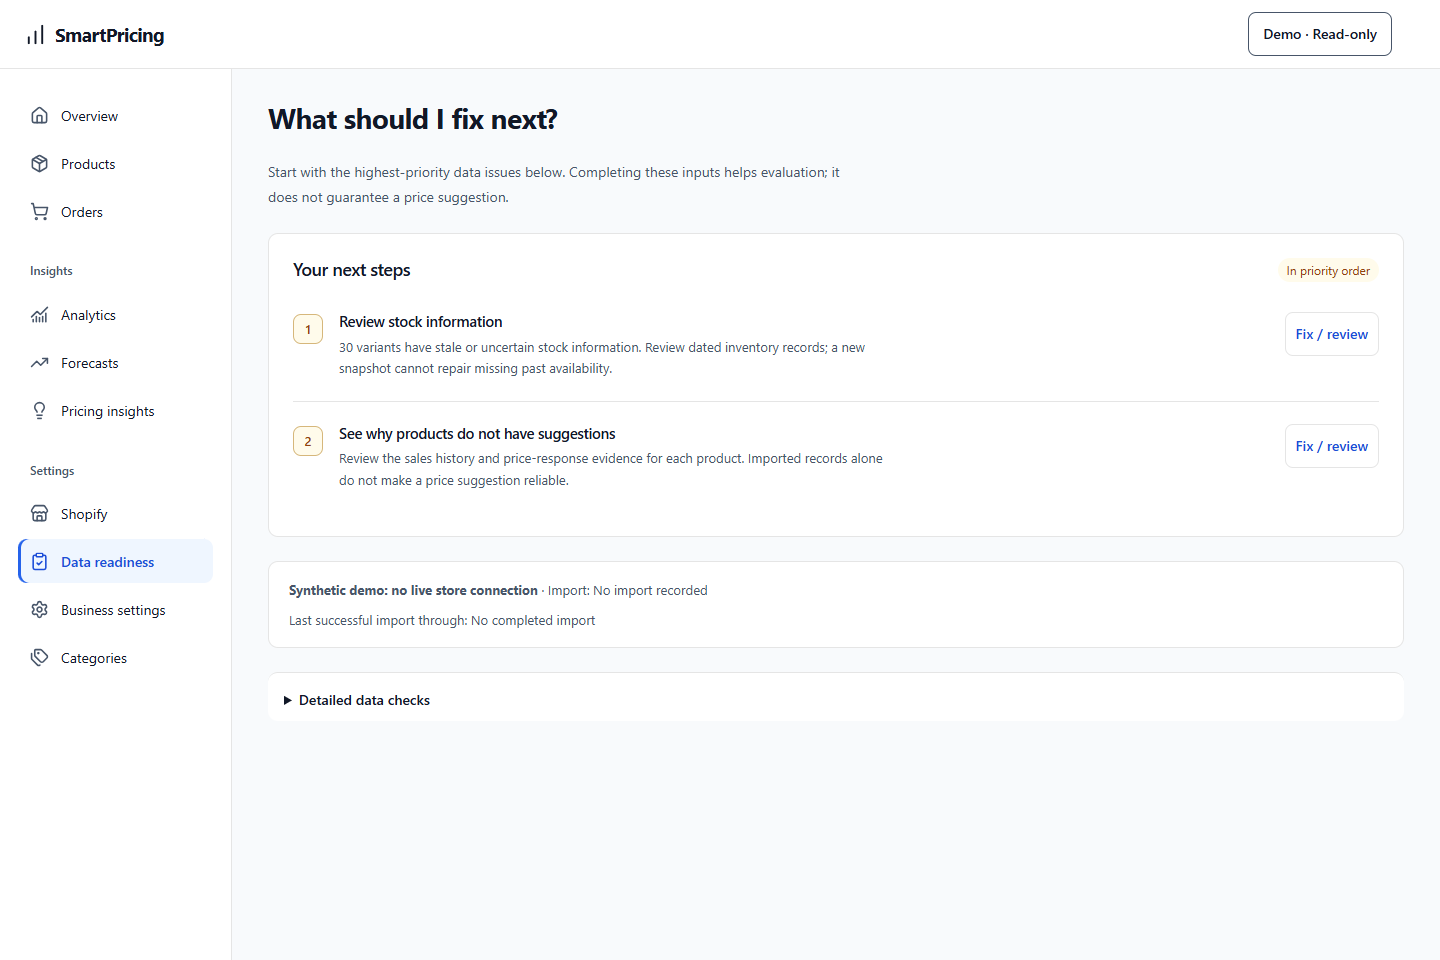 SmartPricing
Demo · Read-only
Overview
Products
Orders
Insights
Analytics
Forecasts
Pricing insights
Settings
Shopify
Data readiness
Business settings
Categories
What should I fix next?
Start with the highest-priority data issues below. Completing these inputs helps evaluation; it
does not guarantee a price suggestion.
Your next steps
In priority order
1
Review stock information
30 variants have stale or uncertain stock information. Review dated inventory records; a new
snapshot cannot repair missing past availability.
Fix / review
2
See why products do not have suggestions
Review the sales history and price-response evidence for each product. Imported records alone
do not make a price suggestion reliable.
Fix / review
Synthetic demo: no live store connection · Import: No import recorded
Last successful import through: No completed import
Detailed data checks